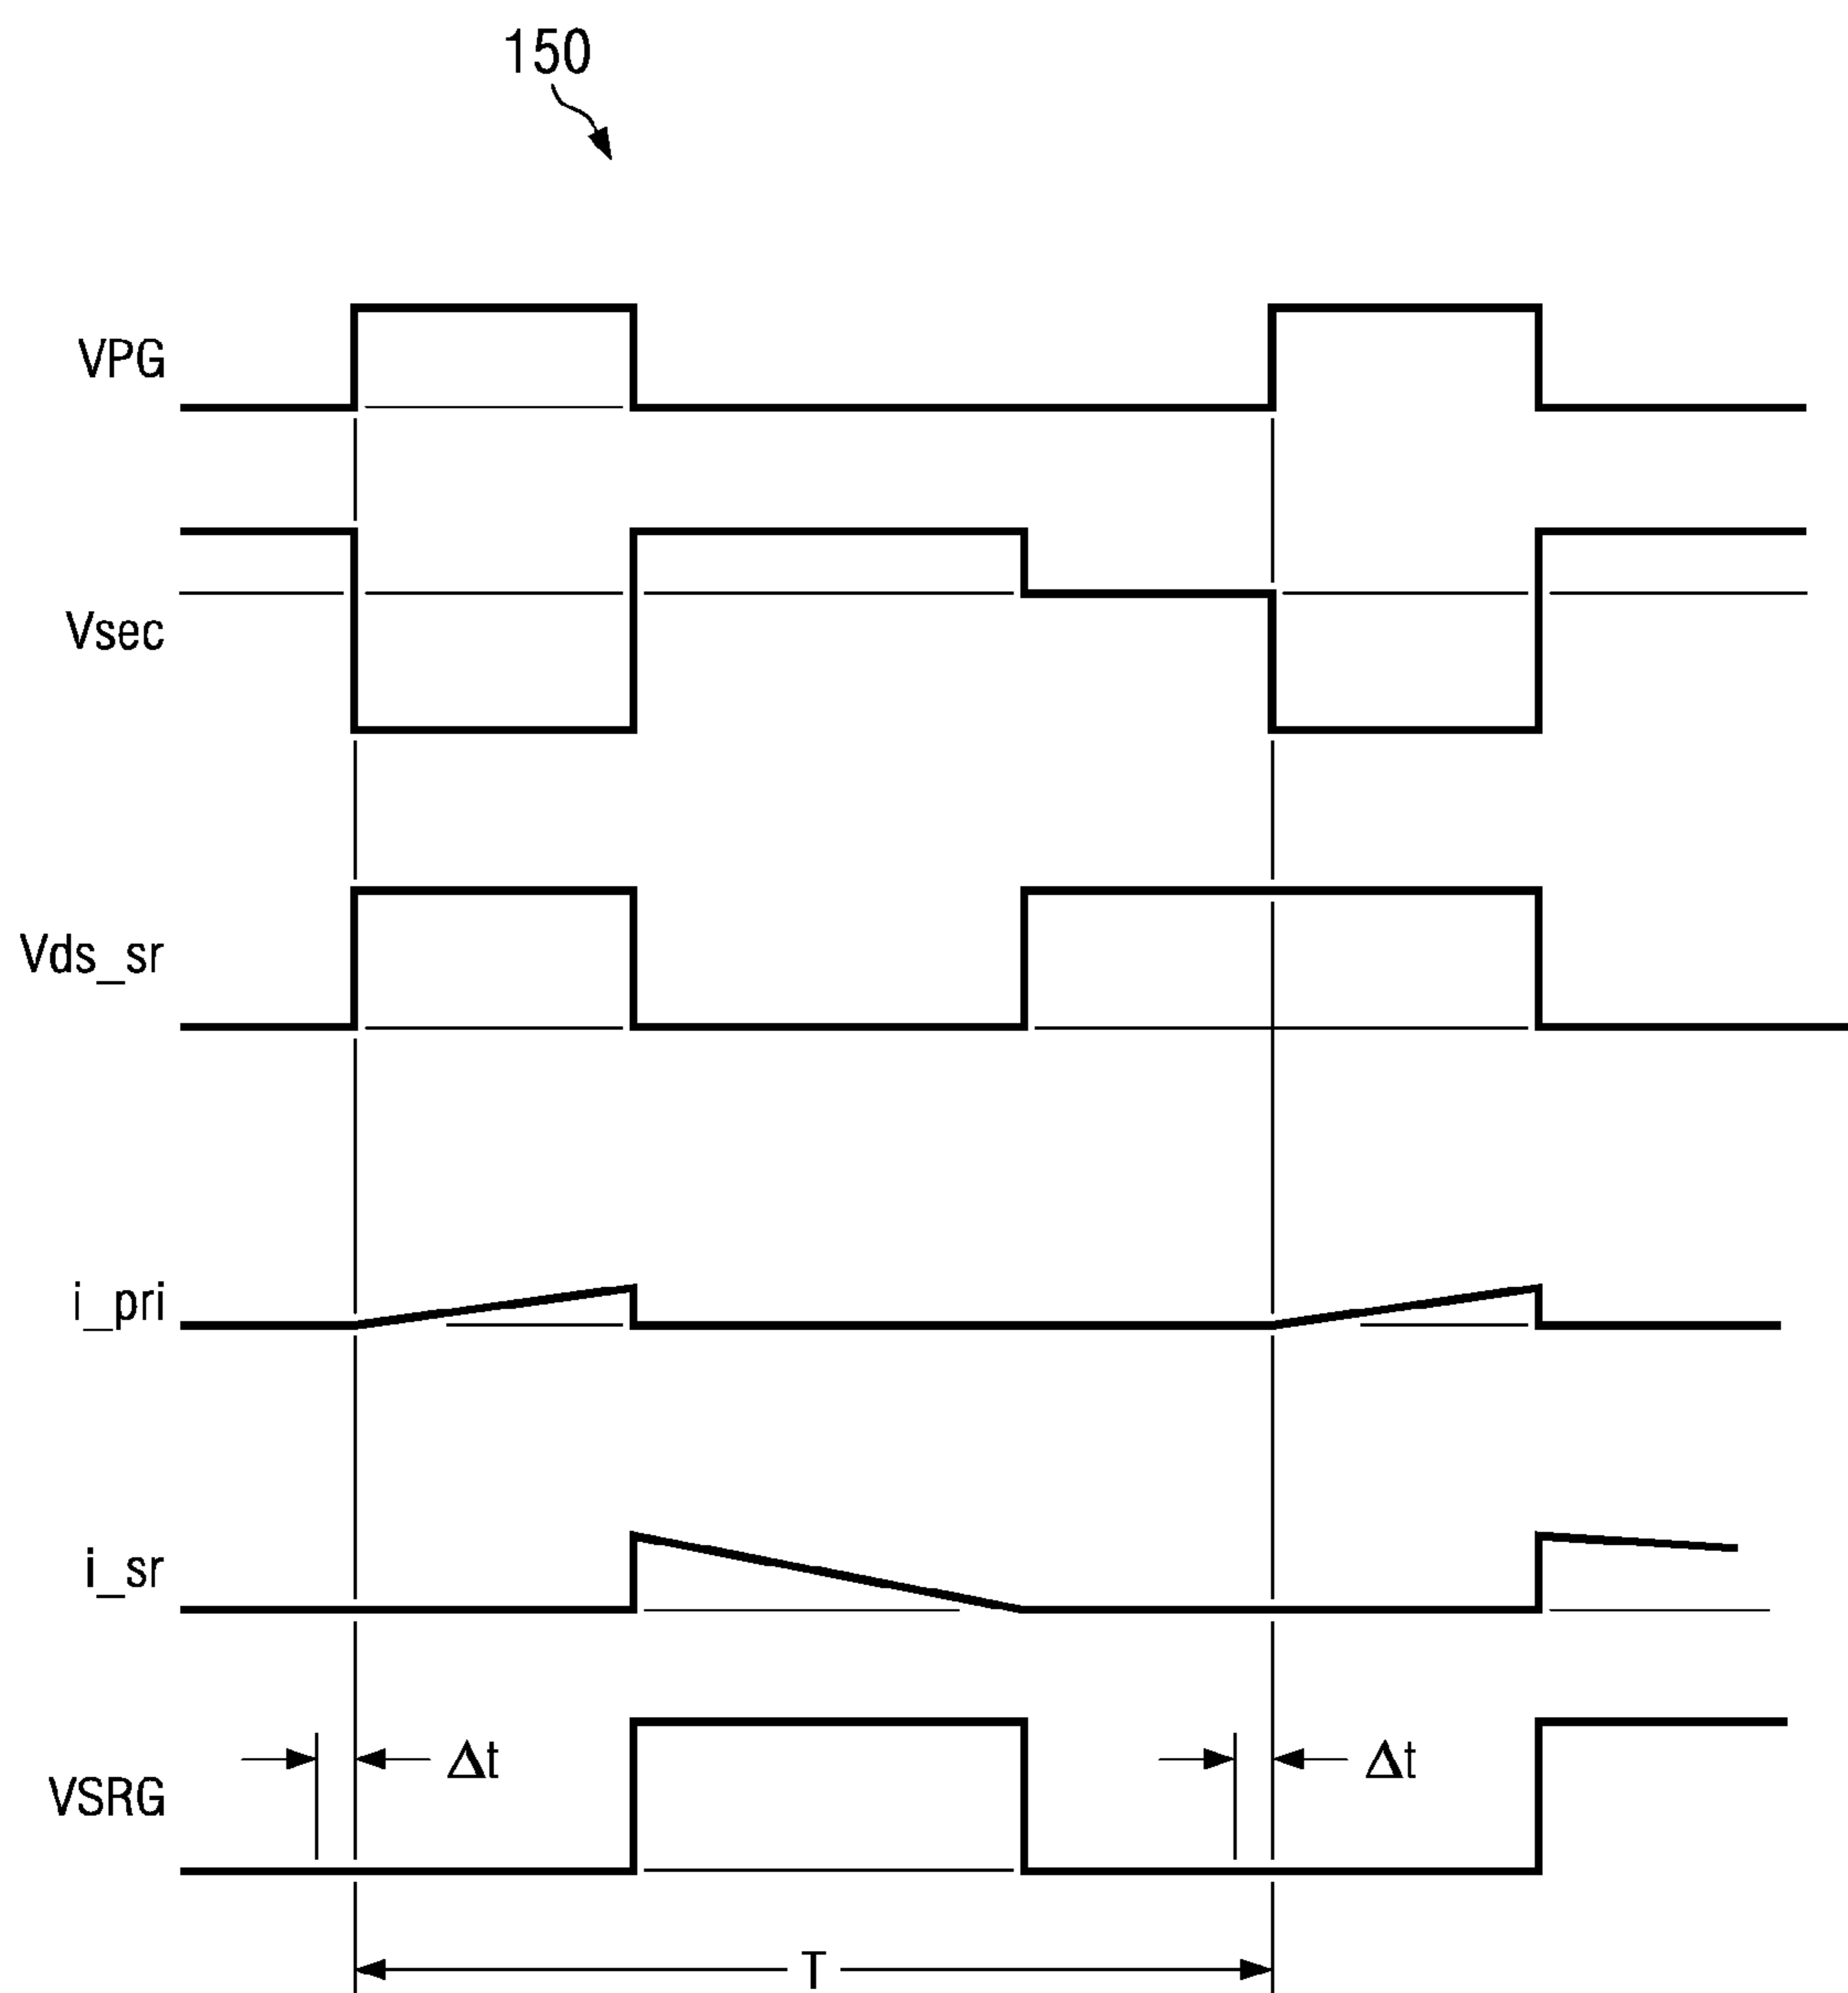 150
VPG
Vsec
Vds_sr
i_pri
i_sr
Δt Δt
VSRG
T